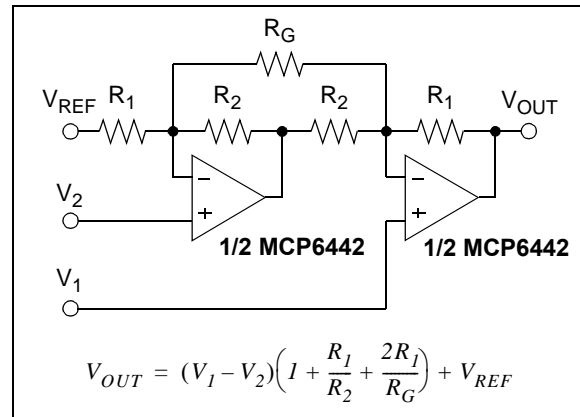 R_G
V_REF R_1 R_2 R_2 R_1 V_OUT
V_2
− −
+ +
1/2 MCP6442 1/2 MCP6442
V_1
V_OUT = (V_1 – V_2)(1 + R_1/R_2 + 2R_1/R_G) + V_REF